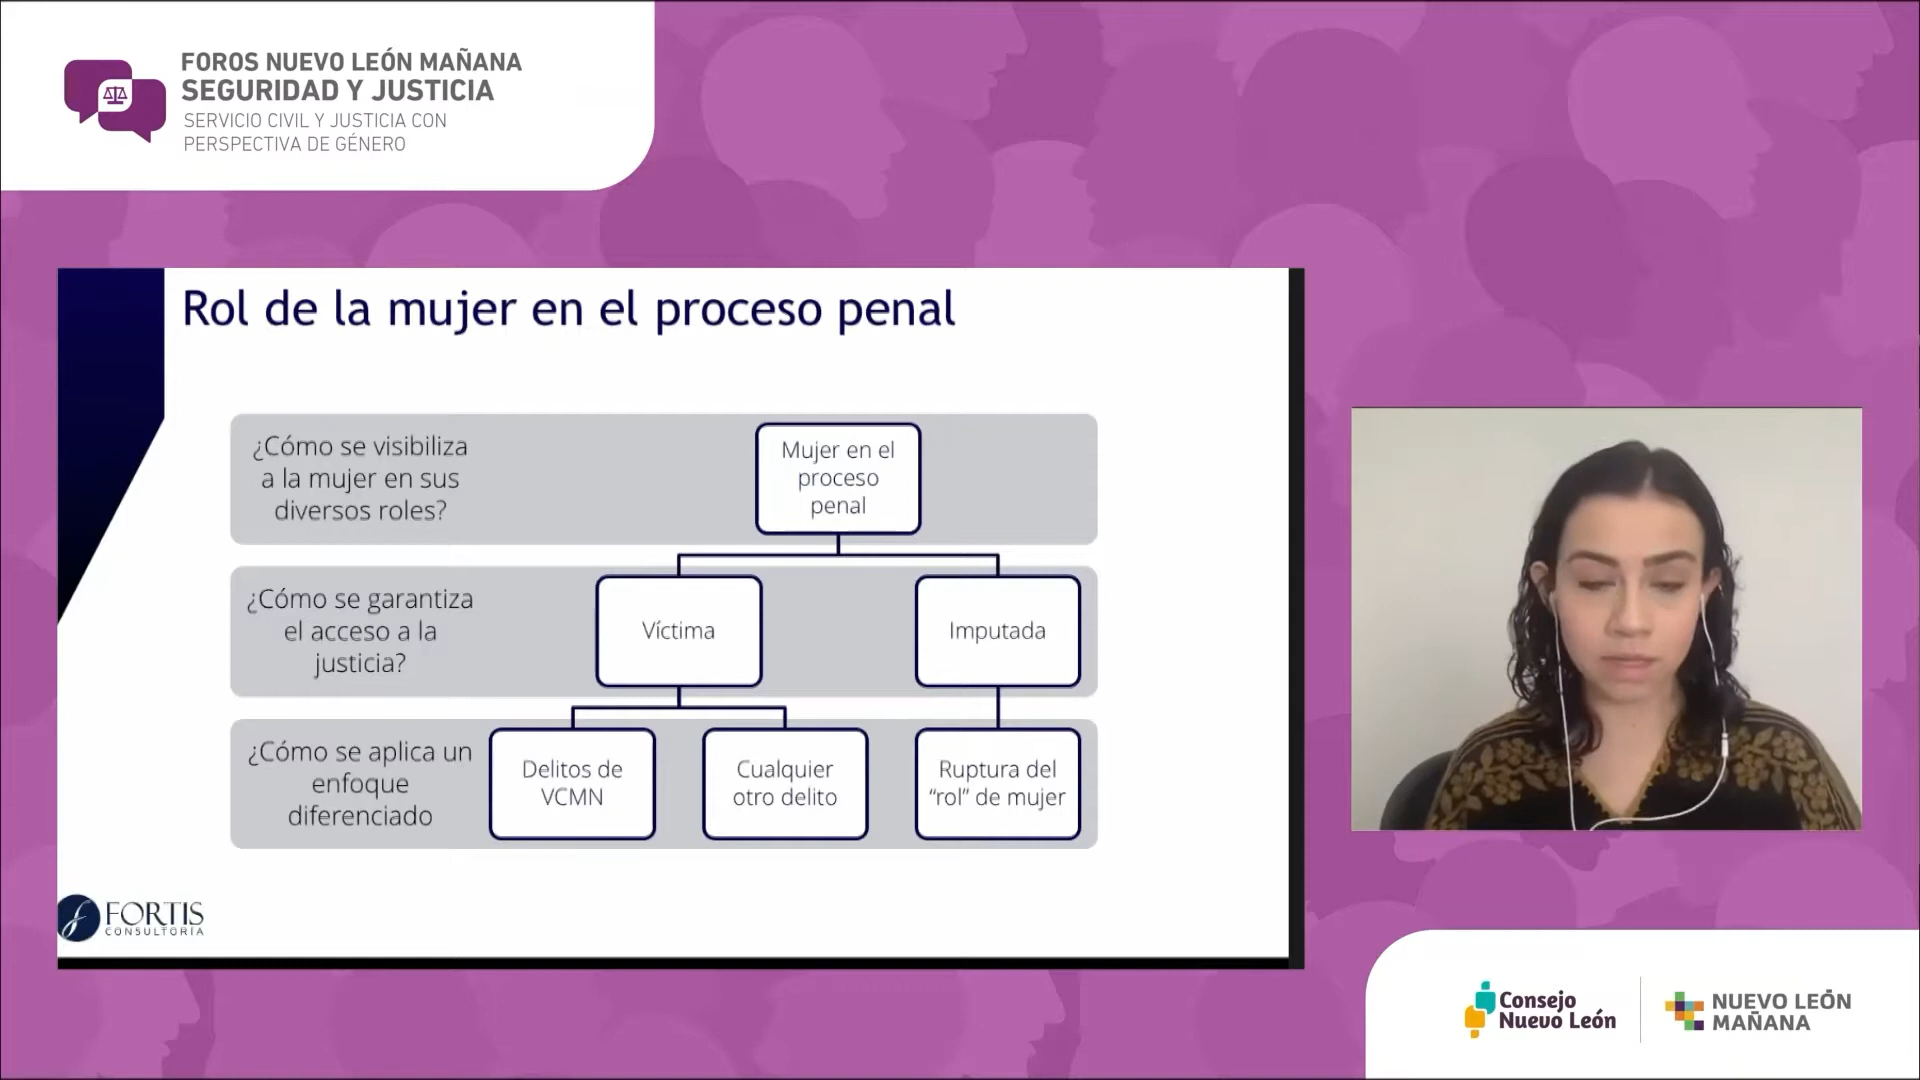 FOROS NUEVO LEÓN MAÑANA
SEGURIDAD Y JUSTICIA
SERVICIO CIVIL Y JUSTICIA CON
PERSPECTIVA DE GÉNERO
Rol de la mujer en el proceso penal
¿Cómo se visibiliza
a la mujer en sus
diversos roles?
Mujer en el
proceso
penal
¿Cómo se garantiza
el acceso a la
justicia?
Víctima
Imputada
¿Cómo se aplica un
enfoque
diferenciado
Delitos de
VCMN
Cualquier
otro delito
Ruptura del
“rol” de mujer
FORTIS
CONSULTORÍA
Consejo
Nuevo León
NUEVO LEÓN
MAÑANA